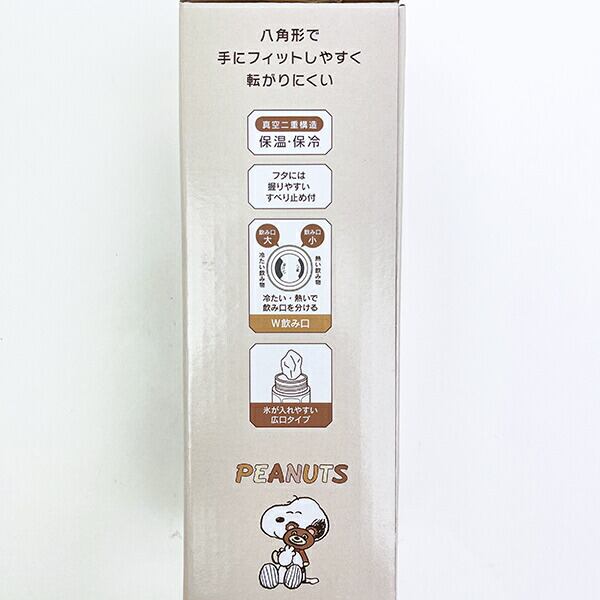 八角形で
手にフィットしやすく
転がりにくい
真空二重構造
保温・保冷
フタには
握りやすい
すべり止め付
飲み口
大
飲み口
小
冷たい飲み物
熱い飲み物
冷たい・熱いで
飲み口を分ける
W飲み口
氷が入れやすい
広口タイプ
PEANUTS